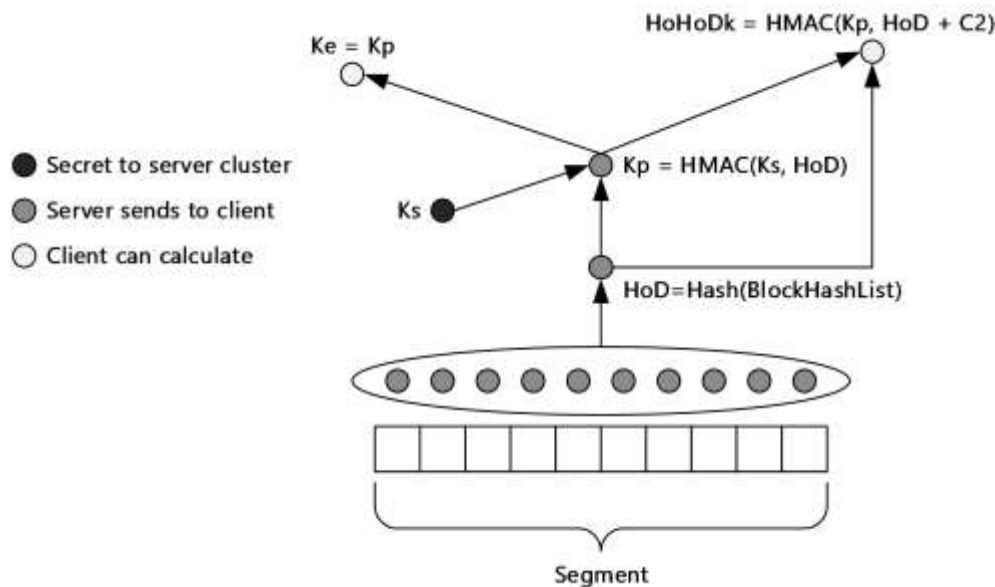 HoHoDk = HMAC(Kp, HoD + C2)
Ke = Kp
Secret to server cluster
Kp = HMAC(Ks, HoD)
Server sends to client
Ks
Client can calculate
HoD=Hash(BlockHashList)
Segment